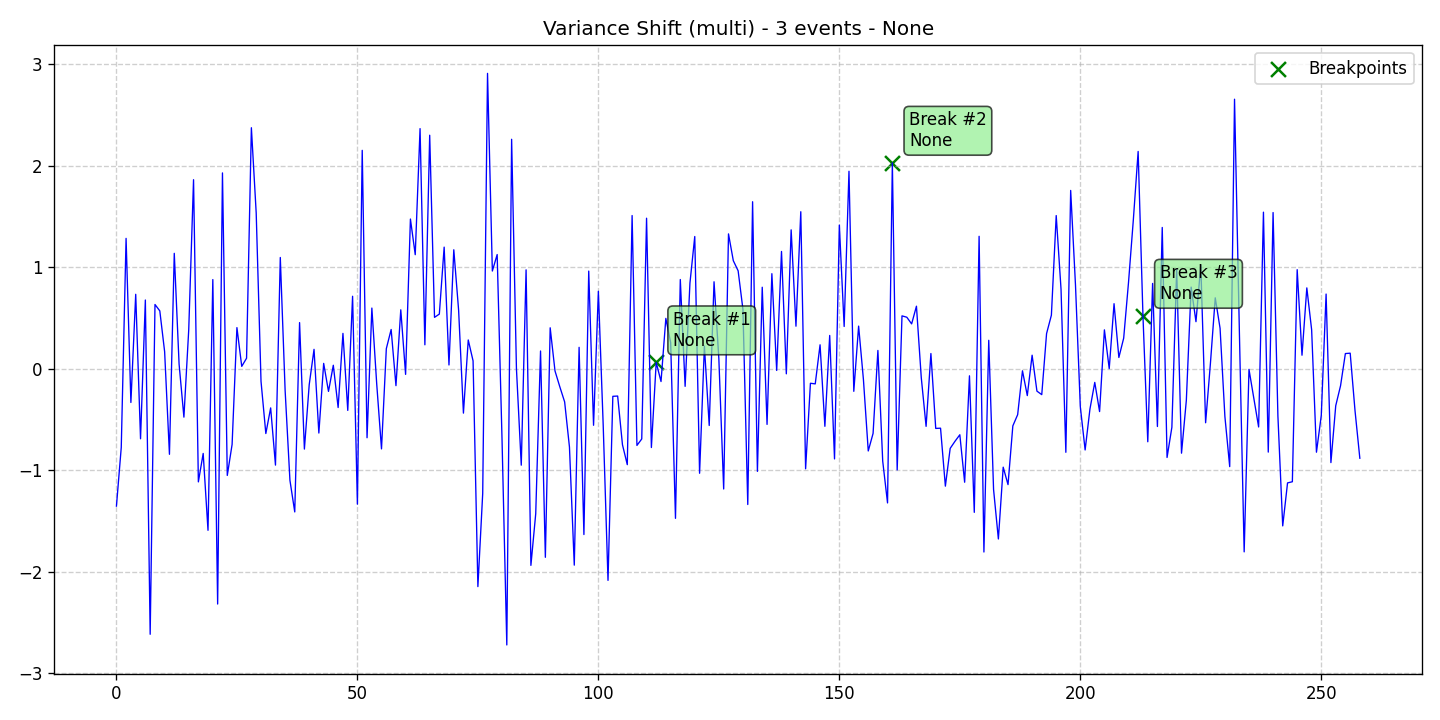 Variance Shift (multi) - 3 events - None
Breakpoints
Break #2
None
Break #3
None
Break #1
None
3
2
1
0
−1
−2
−3
0
50
100
150
200
250